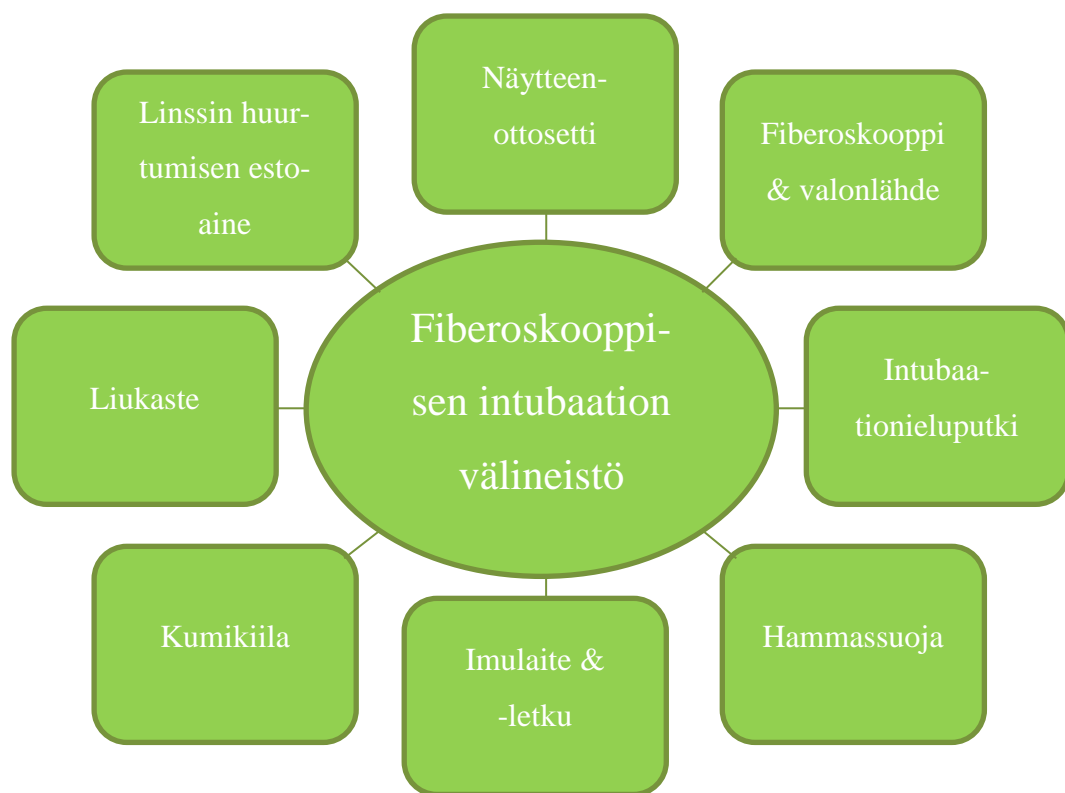 Näytteen-
ottosetti
Linssin huur-
tumisen esto-
aine
Fiberoskooppi
& valonlähde
Fiberoskooppi-
sen intubaation
välineistö
Liukaste
Intubaa-
tionieluputki
Kumikiila
Imulaite &
-letku
Hammassuoja